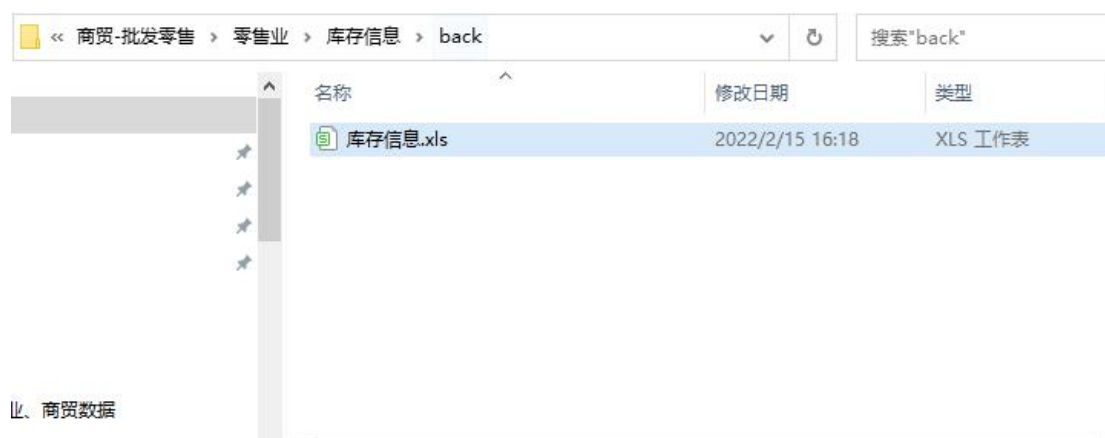 « 商贸-批发零售 › 零售业 › 库存信息 › back
搜索"back"
名称 修改日期 类型
库存信息.xls 2022/2/15 16:18 XLS 工作表
业、商贸数据